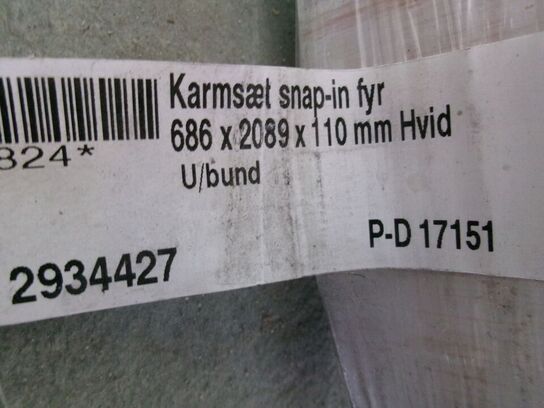 Karmsæt snap-in fyr
686 x 2089 x 110 mm Hvid
824*
U/bund
P-D 17151
2934427